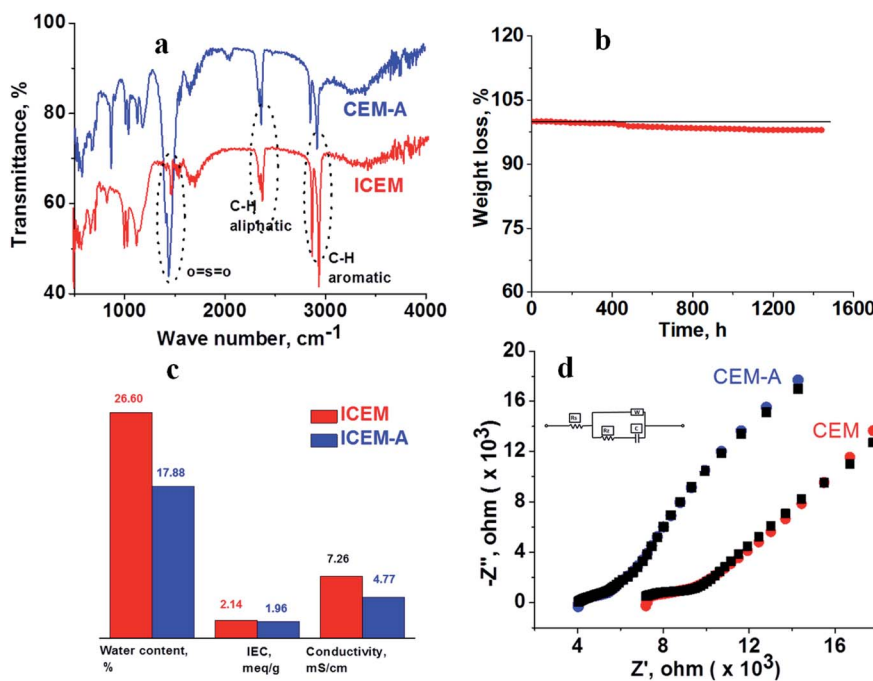 a
100
80
60
40
Transmittance, %
CEM-A
ICEM
C-H
aliphatic
o=s=o
C-H
aromatic
1000 2000 3000 4000
Wave number, cm-1
b
120
105
90
75
60
Weight loss, %
0 400 800 1200 1600
Time, h
c
26.60
17.88
ICEM
ICEM-A
2.14
1.96
7.26
4.77
Water content,
%
IEC,
meq/g
Conductivity,
mS/cm
d
20
16
12
8
4
0
-Z'', ohm ( x 103)
CEM-A
CEM
Rs
W
Rz
C
4 8 12 16
Z', ohm ( x 103)